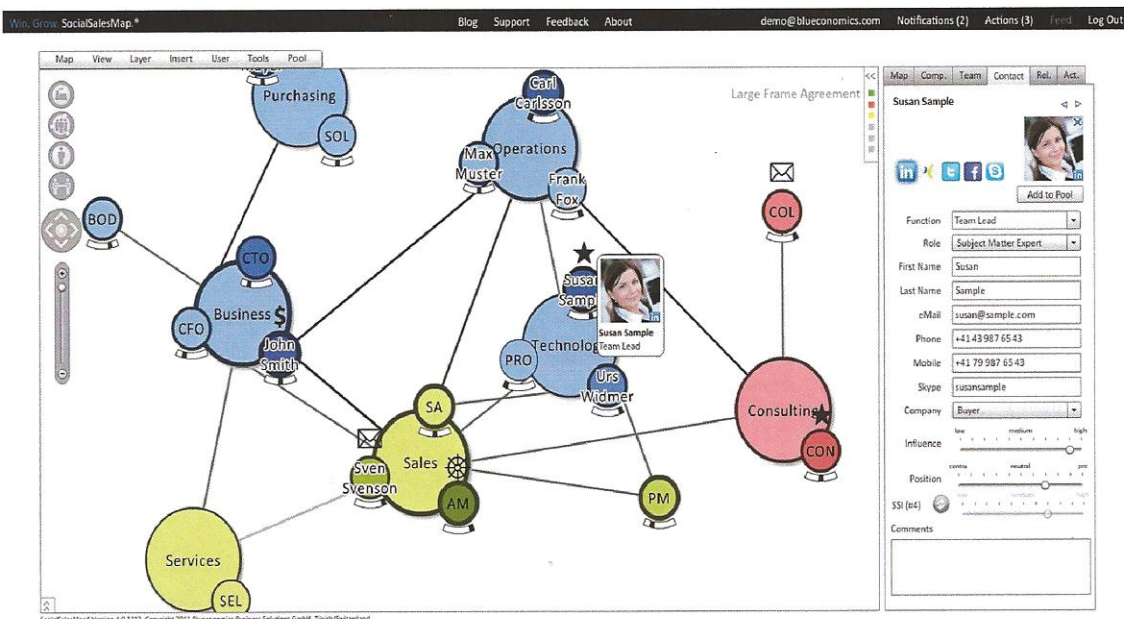 Win. Grow. SocialSalesMap.*
Blog Support Feedback About
demo@blueconomics.com Notifications (2) Actions (3) Feed Log Out
Map View Layer Insert User Tools Pool
Large Frame Agreement
<<
Purchasing
SOL
Carl
Carlsson
Operations
Max
Muster
Frank
Fox
COL
BOD
CTO
Business $
CFO
John
Smith
Susan
Sample
Susan Sample
Team Lead
Technology
PRO
Urs
Widmer
Consulting
CON
SA
Sales
Sven
Svenson
AM
PM
Services
SEL
Map Comp. Team Contact Rel. Act.
Susan Sample
in
Add to Pool
Function Team Lead
Role Subject Matter Expert
First Name Susan
Last Name Sample
eMail susan@sample.com
Phone +41 43 987 65 43
Mobile +41 79 987 65 43
Skype susansample
Company Buyer
low medium high
Influence
contra neutral pro
Position
low medium high
SSI (#4)
Comments